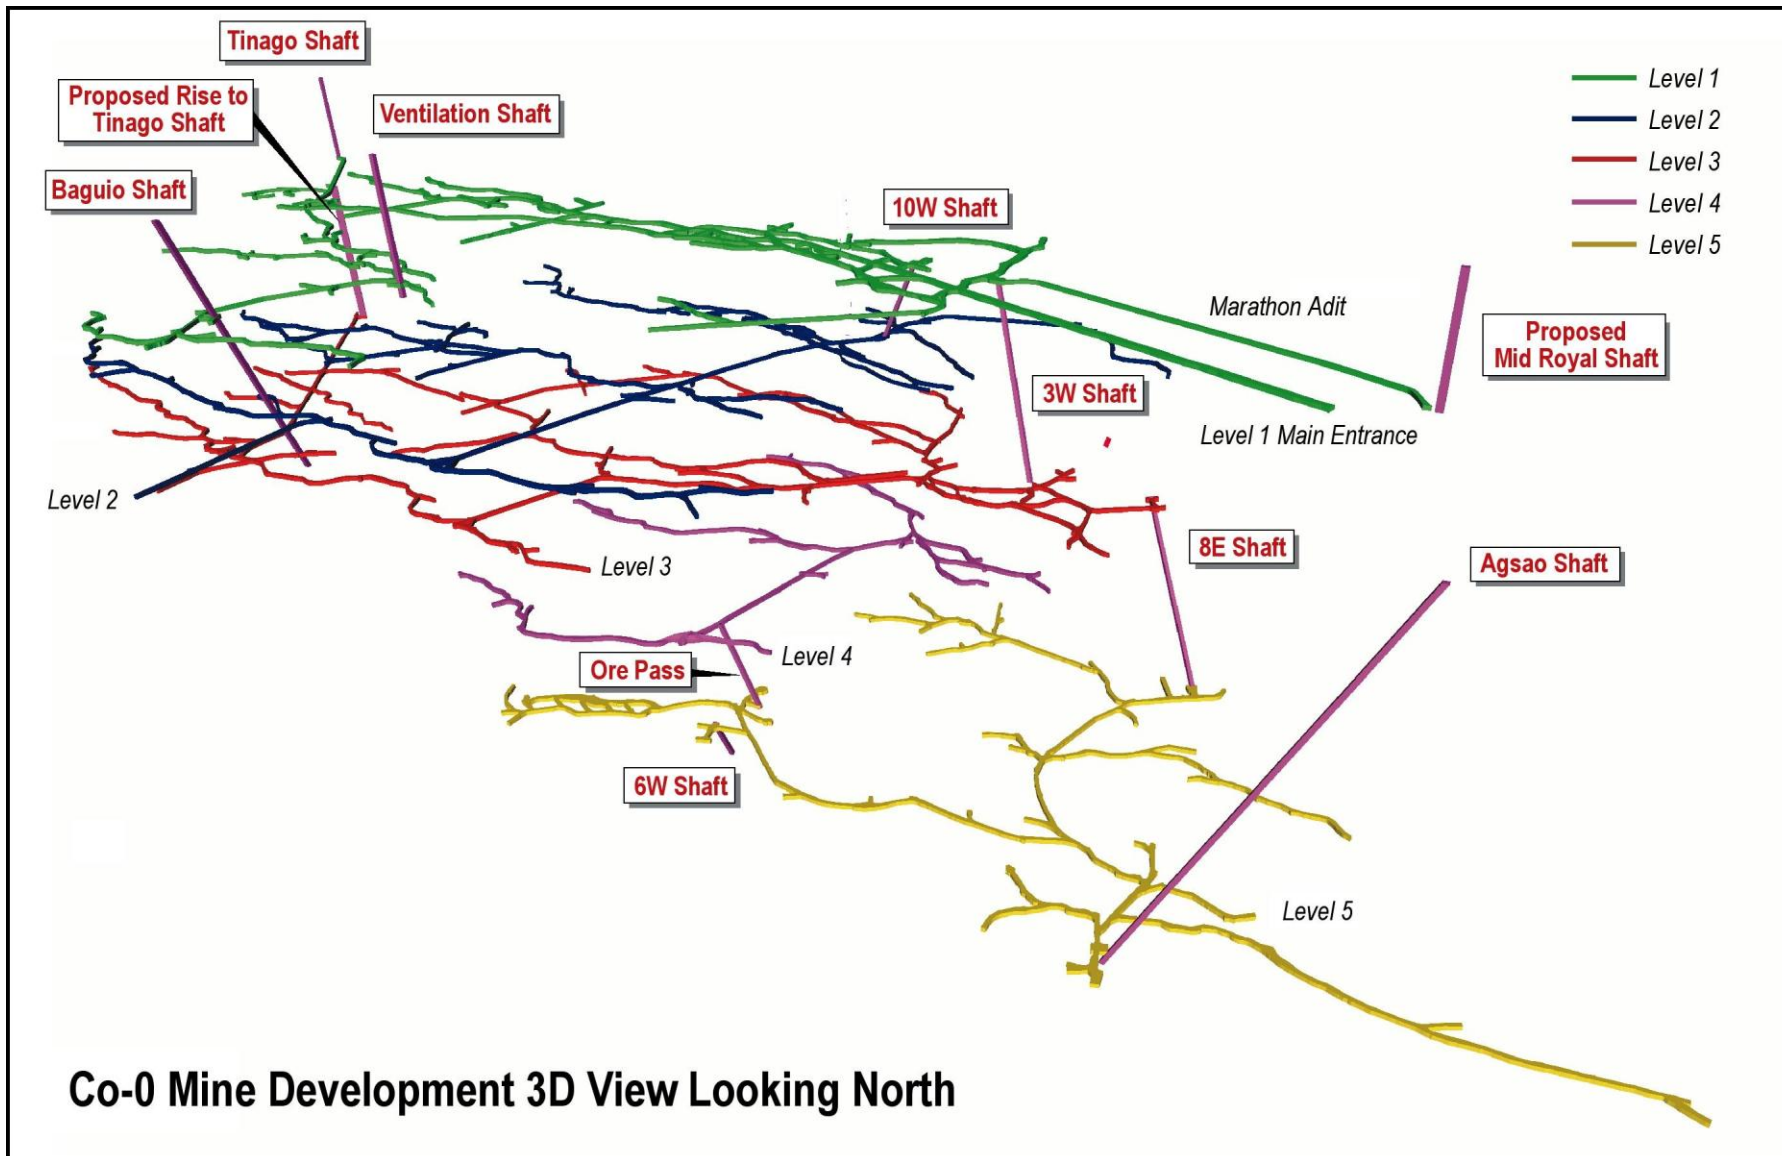 Tinago Shaft
Proposed Rise to
Tinago Shaft
Ventilation Shaft
Baguio Shaft
10W Shaft
Level 1
Level 2
Level 3
Level 4
Level 5
Marathon Adit
Proposed
Mid Royal Shaft
3W Shaft
Level 1 Main Entrance
Level 2
Level 3
8E Shaft
Agsao Shaft
Level 4
Ore Pass
6W Shaft
Level 5
Co-0 Mine Development 3D View Looking North